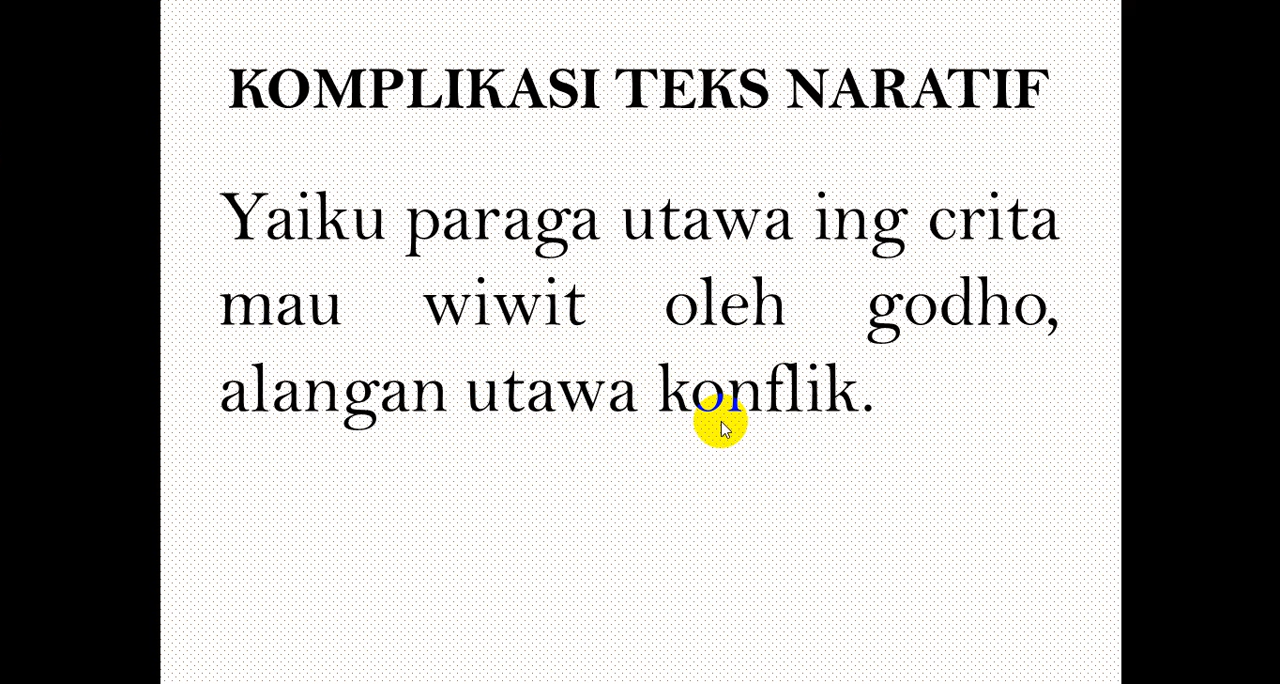 KOMPLIKASI TEKS NARATIF
Yaiku paraga utawa ing crita
mau wiwit oleh godho,
alangan utawa konflik.